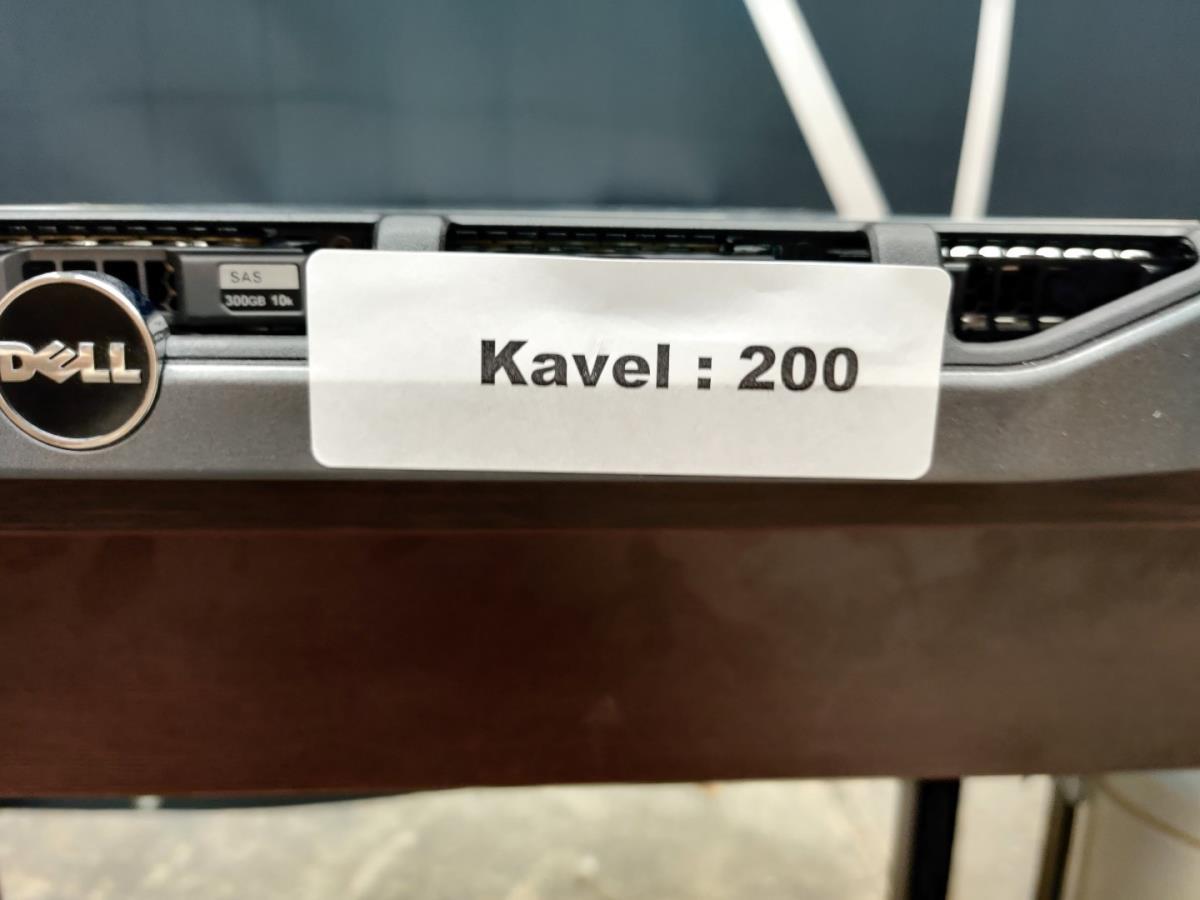 SAS
300GB 10k
DELL
Kavel : 200